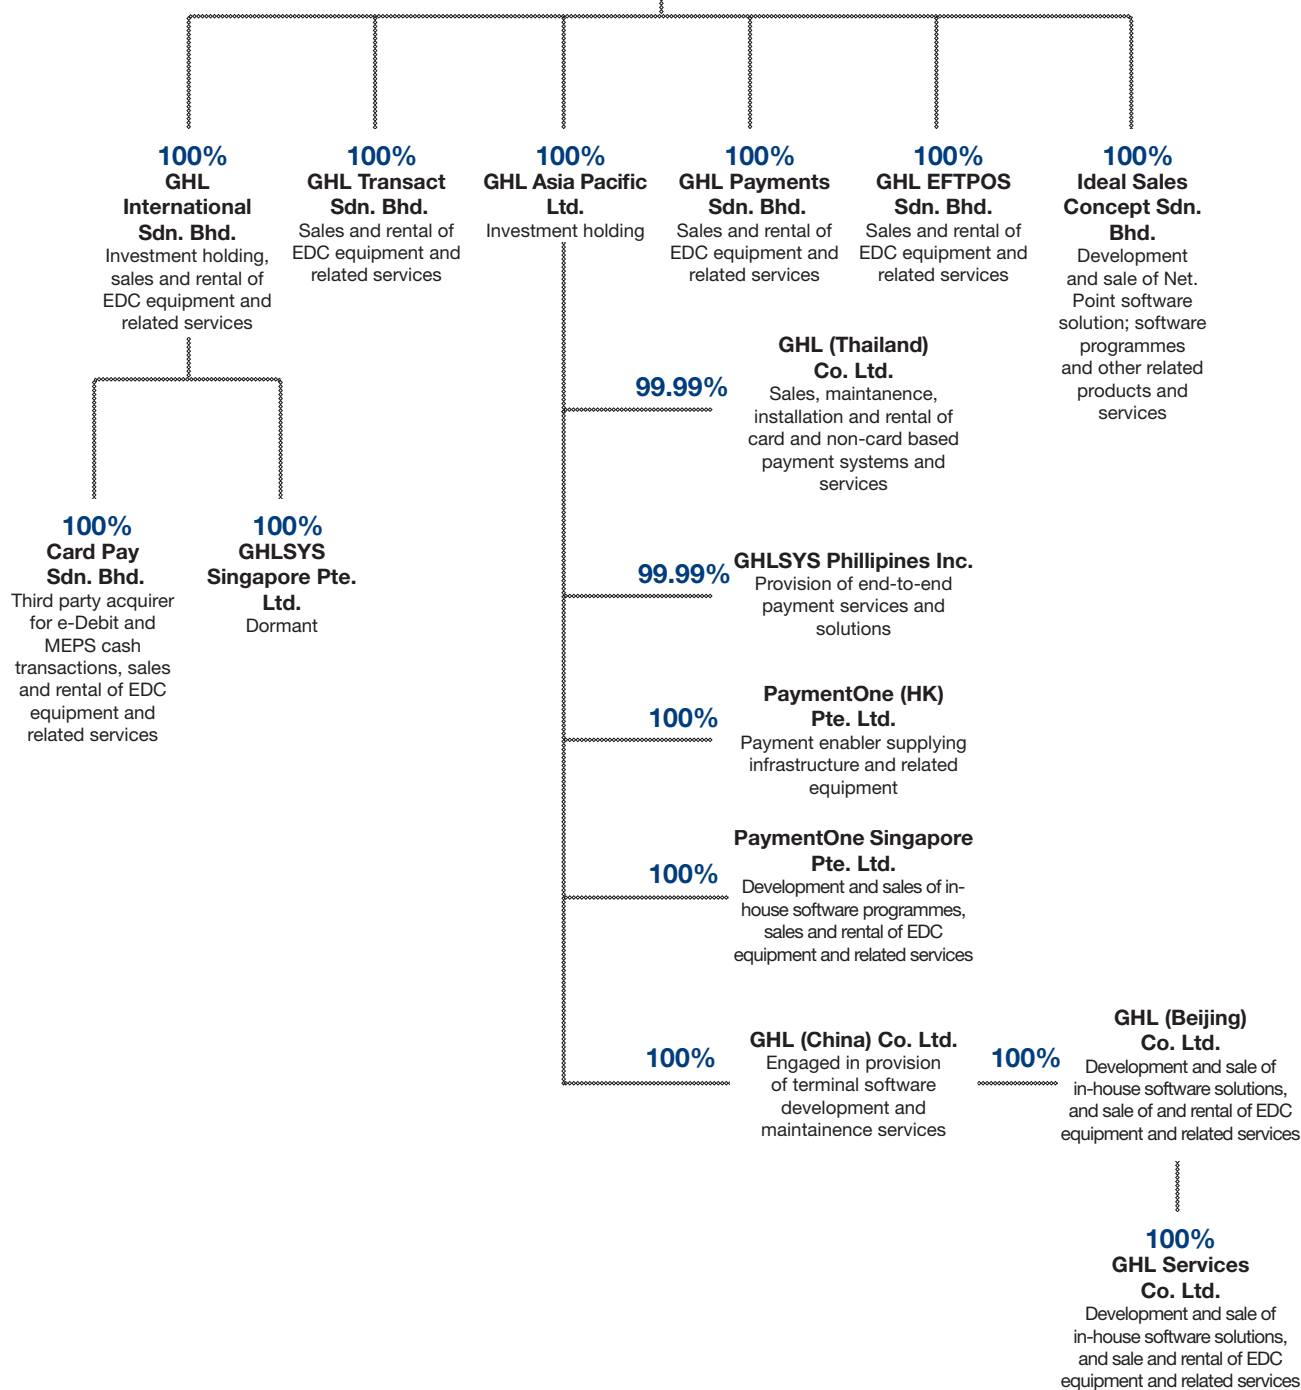 100%
GHL
International
Sdn. Bhd.
Investment holding,
sales and rental of
EDC equipment and
related services
100%
GHL Transact
Sdn. Bhd.
Sales and rental of
EDC equipment and
related services
100%
GHL Asia Pacific
Ltd.
Investment holding
100%
GHL Payments
Sdn. Bhd.
Sales and rental of
EDC equipment and
related services
100%
GHL EFTPOS
Sdn. Bhd.
Sales and rental of
EDC equipment and
related services
100%
Ideal Sales
Concept Sdn.
Bhd.
Development
and sale of Net.
Point software
solution; software
programmes
and other related
products and
services
100%
Card Pay
Sdn. Bhd.
Third party acquirer
for e-Debit and
MEPS cash
transactions, sales
and rental of EDC
equipment and
related services
100%
GHLSYS
Singapore Pte.
Ltd.
Dormant
99.99%
GHL (Thailand)
Co. Ltd.
Sales, maintanence,
installation and rental of
card and non-card based
payment systems and
services
99.99%
GHLSYS Phillipines Inc.
Provision of end-to-end
payment services and
solutions
100%
PaymentOne (HK)
Pte. Ltd.
Payment enabler supplying
infrastructure and related
equipment
100%
PaymentOne Singapore
Pte. Ltd.
Development and sales of in-
house software programmes,
sales and rental of EDC
equipment and related services
100%
GHL (China) Co. Ltd.
Engaged in provision
of terminal software
development and
maintainence services
100%
GHL (Beijing)
Co. Ltd.
Development and sale of
in-house software solutions,
and sale of and rental of EDC
equipment and related services
100%
GHL Services
Co. Ltd.
Development and sale of
in-house software solutions,
and sale and rental of EDC
equipment and related services